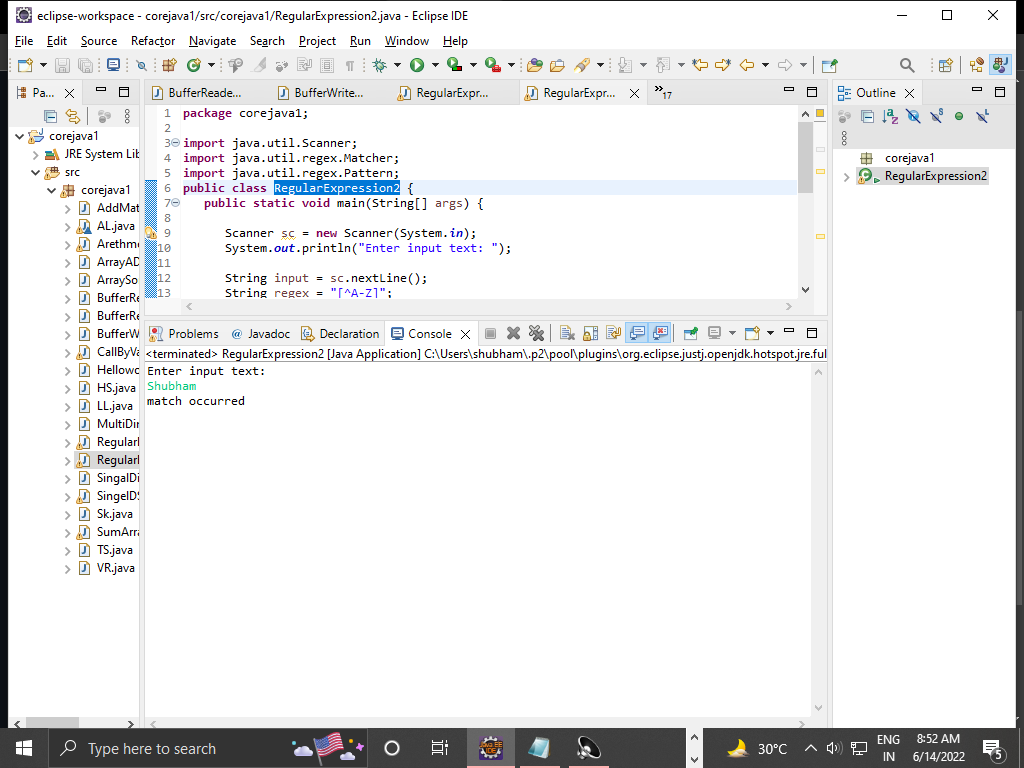 eclipse-workspace - corejava1/src/corejava1/RegularExpression2.java - Eclipse IDE
File Edit Source Refactor Navigate Search Project Run Window Help
Pa...
BufferReade...
BufferWrite...
RegularExpr...
RegularExpr...
»17
Outline
corejava1
JRE System Lib
src
corejava1
AddMat
AL.java
Arethme
ArrayAD
ArraySo
BufferRe
BufferRe
BufferW
CallByVa
Hellowo
HS.java
LL.java
MultiDir
Regular
Regular
SingalDi
SingelDS
Sk.java
SumArra
TS.java
VR.java
1 package corejava1;
2
3 import java.util.Scanner;
4 import java.util.regex.Matcher;
5 import java.util.regex.Pattern;
6 public class RegularExpression2 {
7 public static void main(String[] args) {
8
9 Scanner sc = new Scanner(System.in);
10 System.out.println("Enter input text: ");
11
12 String input = sc.nextLine();
13 String regex = "[^A-Z]";
corejava1
RegularExpression2
Problems
Javadoc
Declaration
Console
<terminated> RegularExpression2 [Java Application] C:\Users\shubham\.p2\pool\plugins\org.eclipse.justj.openjdk.hotspot.jre.ful
Enter input text:
Shubham
match occurred
Type here to search
30°C
ENG
IN
8:52 AM
6/14/2022
5